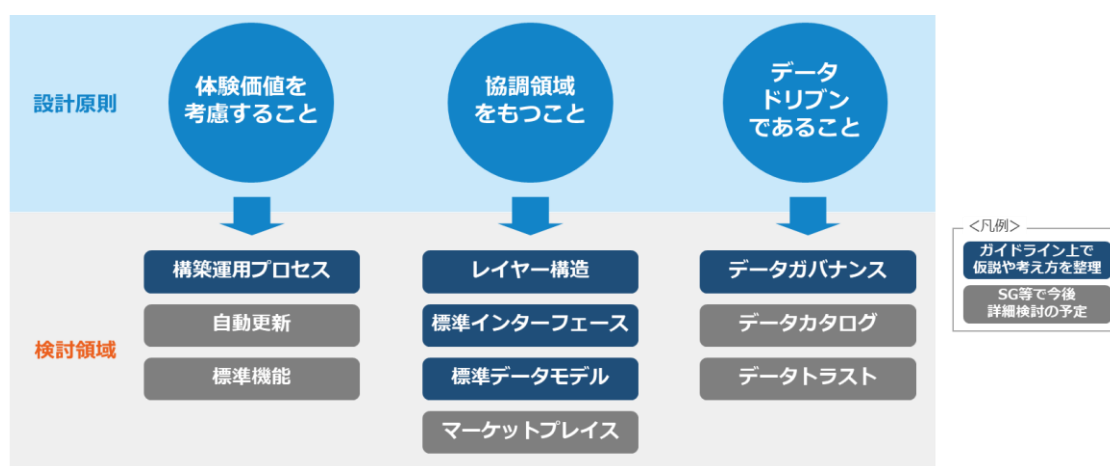 設計原則
体験価値を
考慮すること
協調領域
をもつこと
データ
ドリブン
であること
検討領域
構築運用プロセス
自動更新
標準機能
レイヤー構造
標準インターフェース
標準データモデル
マーケットプレイス
データガバナンス
データカタログ
データトラスト
<凡例>
ガイドライン上で
仮説や考え方を整理
SG等で今後
詳細検討の予定